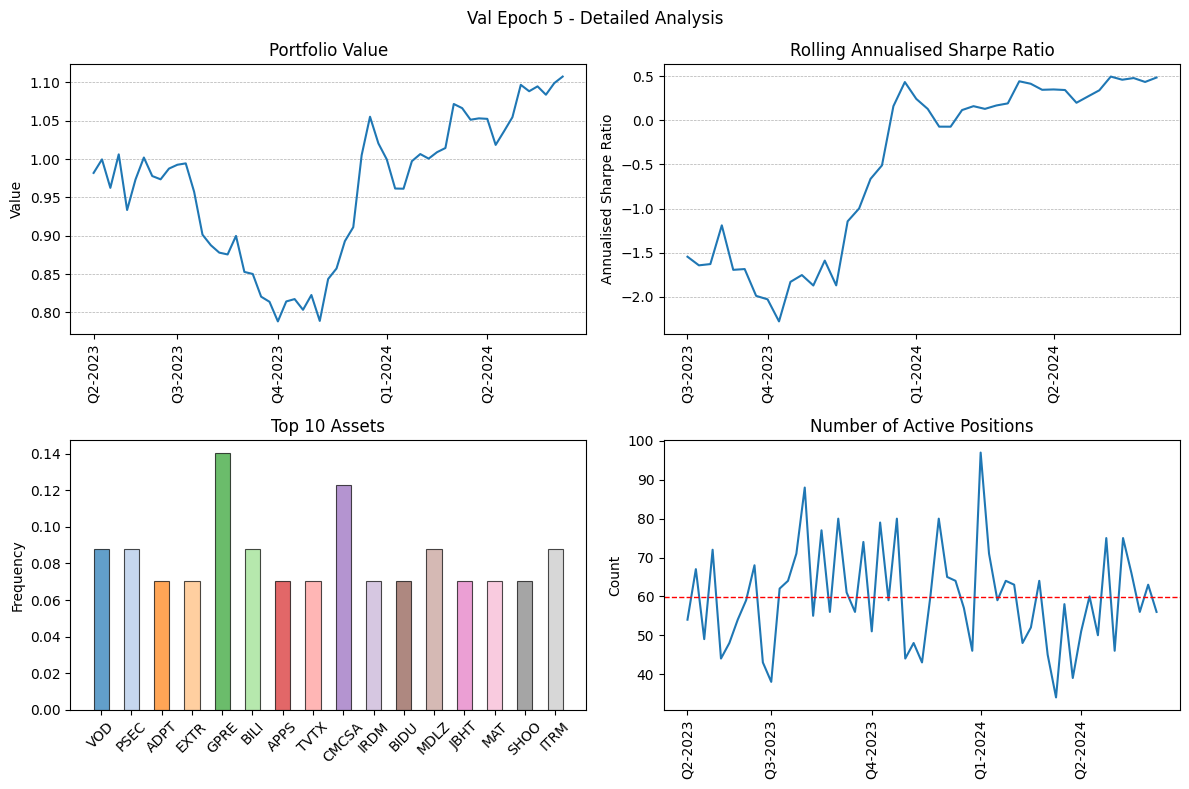 Val Epoch 5 - Detailed Analysis
Portfolio Value
Value
1.10
1.05
1.00
0.95
0.90
0.85
0.80
Q2-2023
Q3-2023
Q4-2023
Q1-2024
Q2-2024
Rolling Annualised Sharpe Ratio
Annualised Sharpe Ratio
0.5
0.0
−0.5
−1.0
−1.5
−2.0
Q3-2023
Q4-2023
Q1-2024
Q2-2024
Top 10 Assets
Frequency
0.14
0.12
0.10
0.08
0.06
0.04
0.02
0.00
VOD
PSEC
ADPT
EXTR
GPRE
BILI
APPS
TVTX
CMCSA
IRDM
BIDU
MDLZ
JBHT
MAT
SHOO
ITRM
Number of Active Positions
Count
100
90
80
70
60
50
40
Q2-2023
Q3-2023
Q4-2023
Q1-2024
Q2-2024